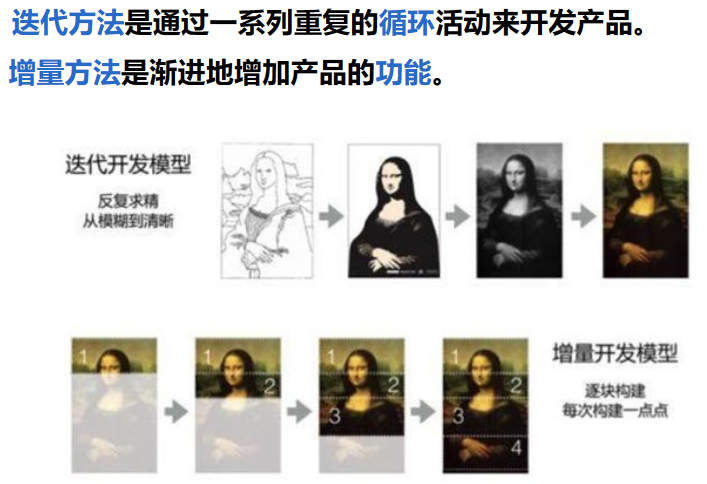 迭代方法是通过一系列重复的循环活动来开发产品。
增量方法是渐进地增加产品的功能。
迭代开发模型
反复求精
从模糊到清晰
1
1
2
1
2
3
1
2
3
4
增量开发模型
逐块构建
每次构建一点点